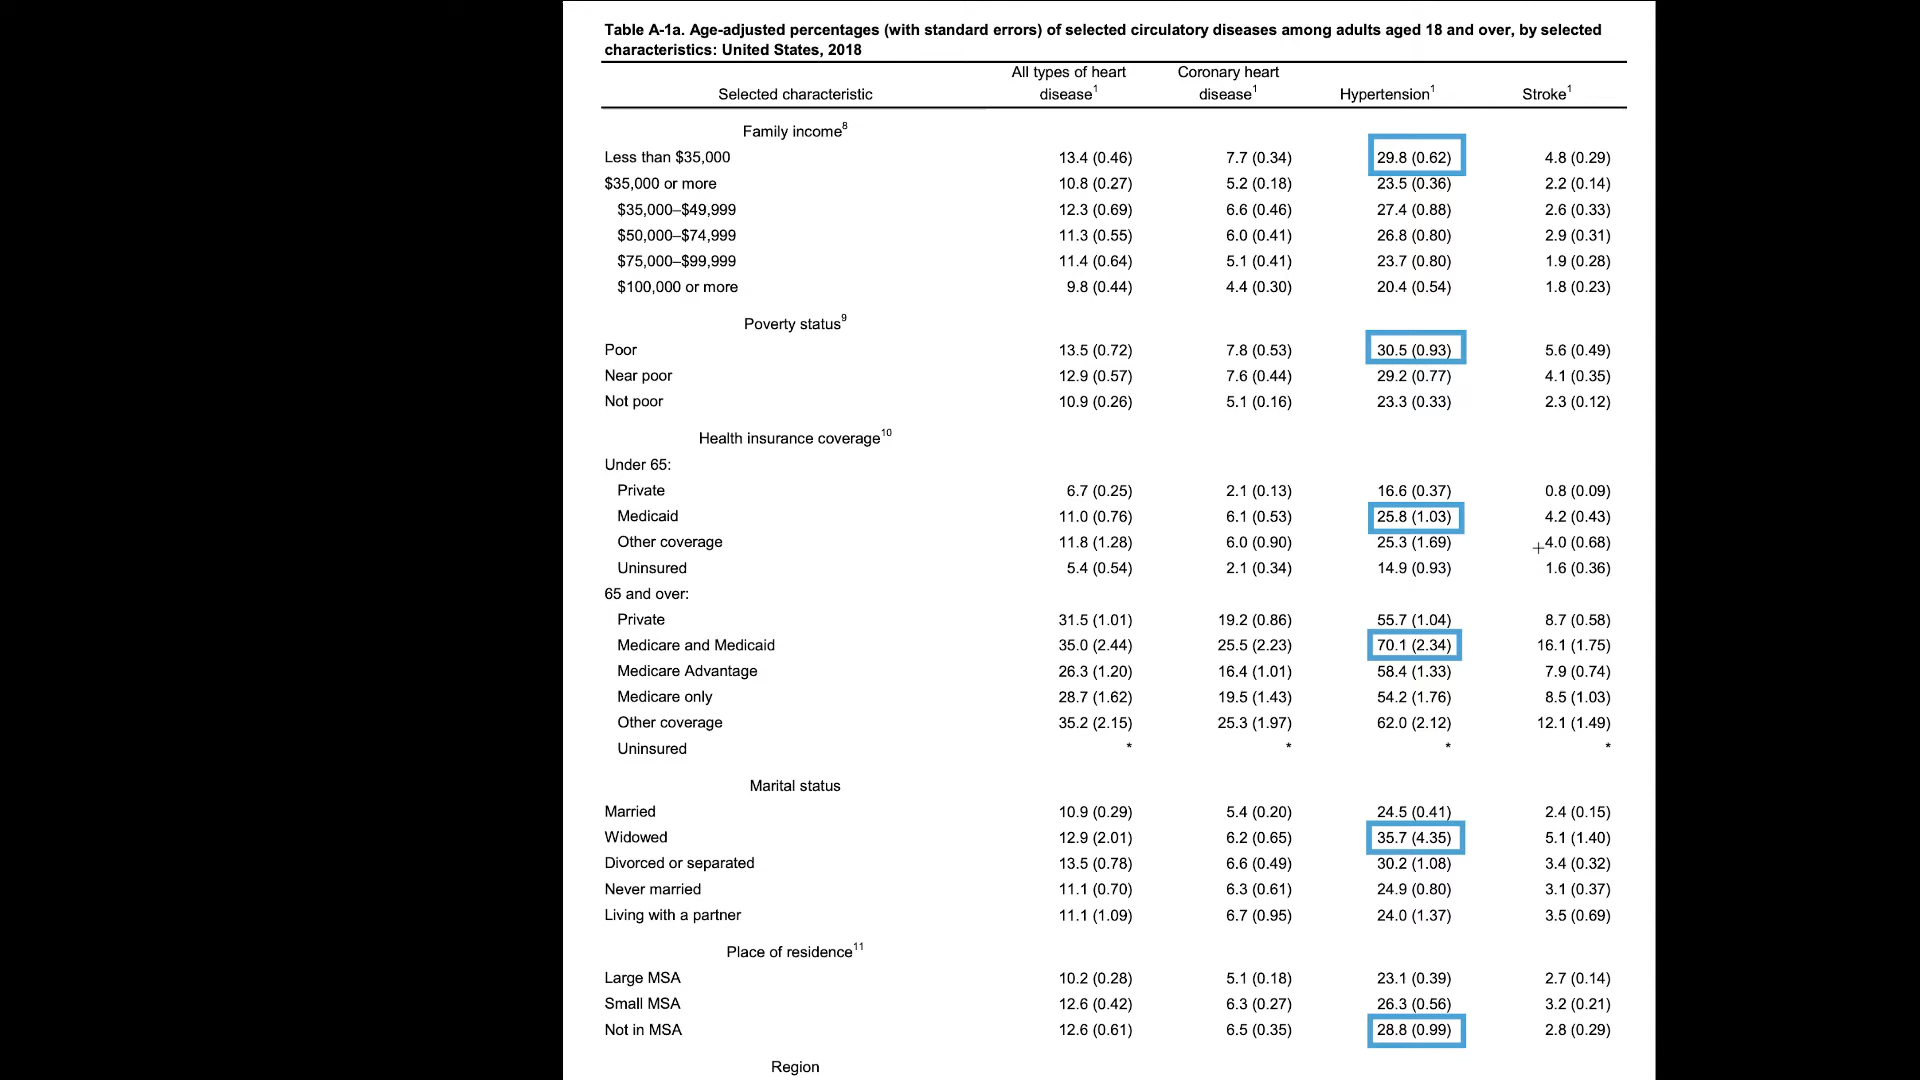 Table A-1a. Age-adjusted percentages (with standard errors) of selected circulatory diseases among adults aged 18 and over, by selected
characteristics: United States, 2018
Selected characteristic All types of heart disease¹ Coronary heart disease¹ Hypertension¹ Stroke¹
Family income⁸
Less than $35,000 13.4 (0.46) 7.7 (0.34) 29.8 (0.62) 4.8 (0.29)
$35,000 or more 10.8 (0.27) 5.2 (0.18) 23.5 (0.36) 2.2 (0.14)
$35,000–$49,999 12.3 (0.69) 6.6 (0.46) 27.4 (0.88) 2.6 (0.33)
$50,000–$74,999 11.3 (0.55) 6.0 (0.41) 26.8 (0.80) 2.9 (0.31)
$75,000–$99,999 11.4 (0.64) 5.1 (0.41) 23.7 (0.80) 1.9 (0.28)
$100,000 or more 9.8 (0.44) 4.4 (0.30) 20.4 (0.54) 1.8 (0.23)
Poverty status⁹
Poor 13.5 (0.72) 7.8 (0.53) 30.5 (0.93) 5.6 (0.49)
Near poor 12.9 (0.57) 7.6 (0.44) 29.2 (0.77) 4.1 (0.35)
Not poor 10.9 (0.26) 5.1 (0.16) 23.3 (0.33) 2.3 (0.12)
Health insurance coverage¹⁰
Under 65:
Private 6.7 (0.25) 2.1 (0.13) 16.6 (0.37) 0.8 (0.09)
Medicaid 11.0 (0.76) 6.1 (0.53) 25.8 (1.03) 4.2 (0.43)
Other coverage 11.8 (1.28) 6.0 (0.90) 25.3 (1.69) 4.0 (0.68)
Uninsured 5.4 (0.54) 2.1 (0.34) 14.9 (0.93) 1.6 (0.36)
65 and over:
Private 31.5 (1.01) 19.2 (0.86) 55.7 (1.04) 8.7 (0.58)
Medicare and Medicaid 35.0 (2.44) 25.5 (2.23) 70.1 (2.34) 16.1 (1.75)
Medicare Advantage 26.3 (1.20) 16.4 (1.01) 58.4 (1.33) 7.9 (0.74)
Medicare only 28.7 (1.62) 19.5 (1.43) 54.2 (1.76) 8.5 (1.03)
Other coverage 35.2 (2.15) 25.3 (1.97) 62.0 (2.12) 12.1 (1.49)
Uninsured * * * *
Marital status
Married 10.9 (0.29) 5.4 (0.20) 24.5 (0.41) 2.4 (0.15)
Widowed 12.9 (2.01) 6.2 (0.65) 35.7 (4.35) 5.1 (1.40)
Divorced or separated 13.5 (0.78) 6.6 (0.49) 30.2 (1.08) 3.4 (0.32)
Never married 11.1 (0.70) 6.3 (0.61) 24.9 (0.80) 3.1 (0.37)
Living with a partner 11.1 (1.09) 6.7 (0.95) 24.0 (1.37) 3.5 (0.69)
Place of residence¹¹
Large MSA 10.2 (0.28) 5.1 (0.18) 23.1 (0.39) 2.7 (0.14)
Small MSA 12.6 (0.42) 6.3 (0.27) 26.3 (0.56) 3.2 (0.21)
Not in MSA 12.6 (0.61) 6.5 (0.35) 28.8 (0.99) 2.8 (0.29)
Region